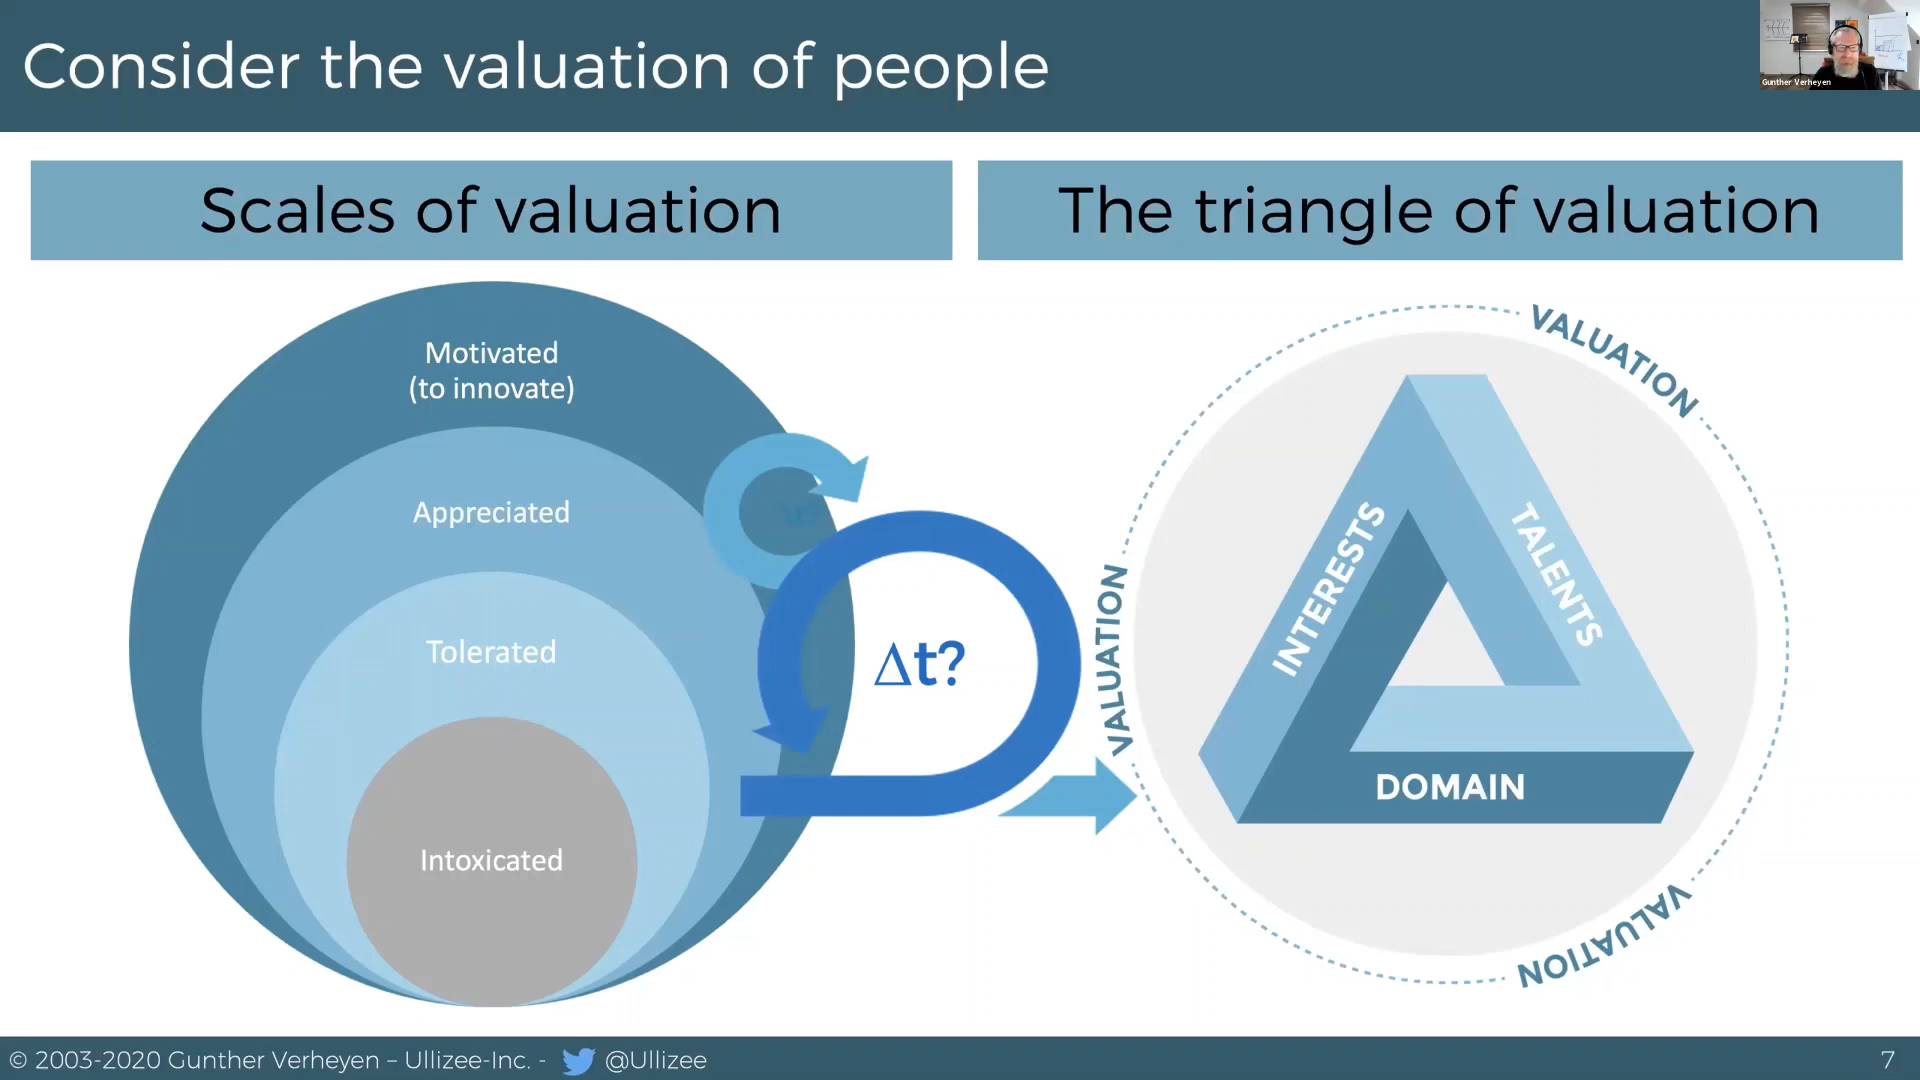 Consider the valuation of people
Gunther Verheyen
Scales of valuation
The triangle of valuation
Motivated
(to innovate)
Appreciated
Tolerated
Intoxicated
Δt?
VALUATION
VALUATION
VALUATION
INTERESTS
TALENTS
DOMAIN
© 2003-2020 Gunther Verheyen – Ullizee-Inc. - @Ullizee
7